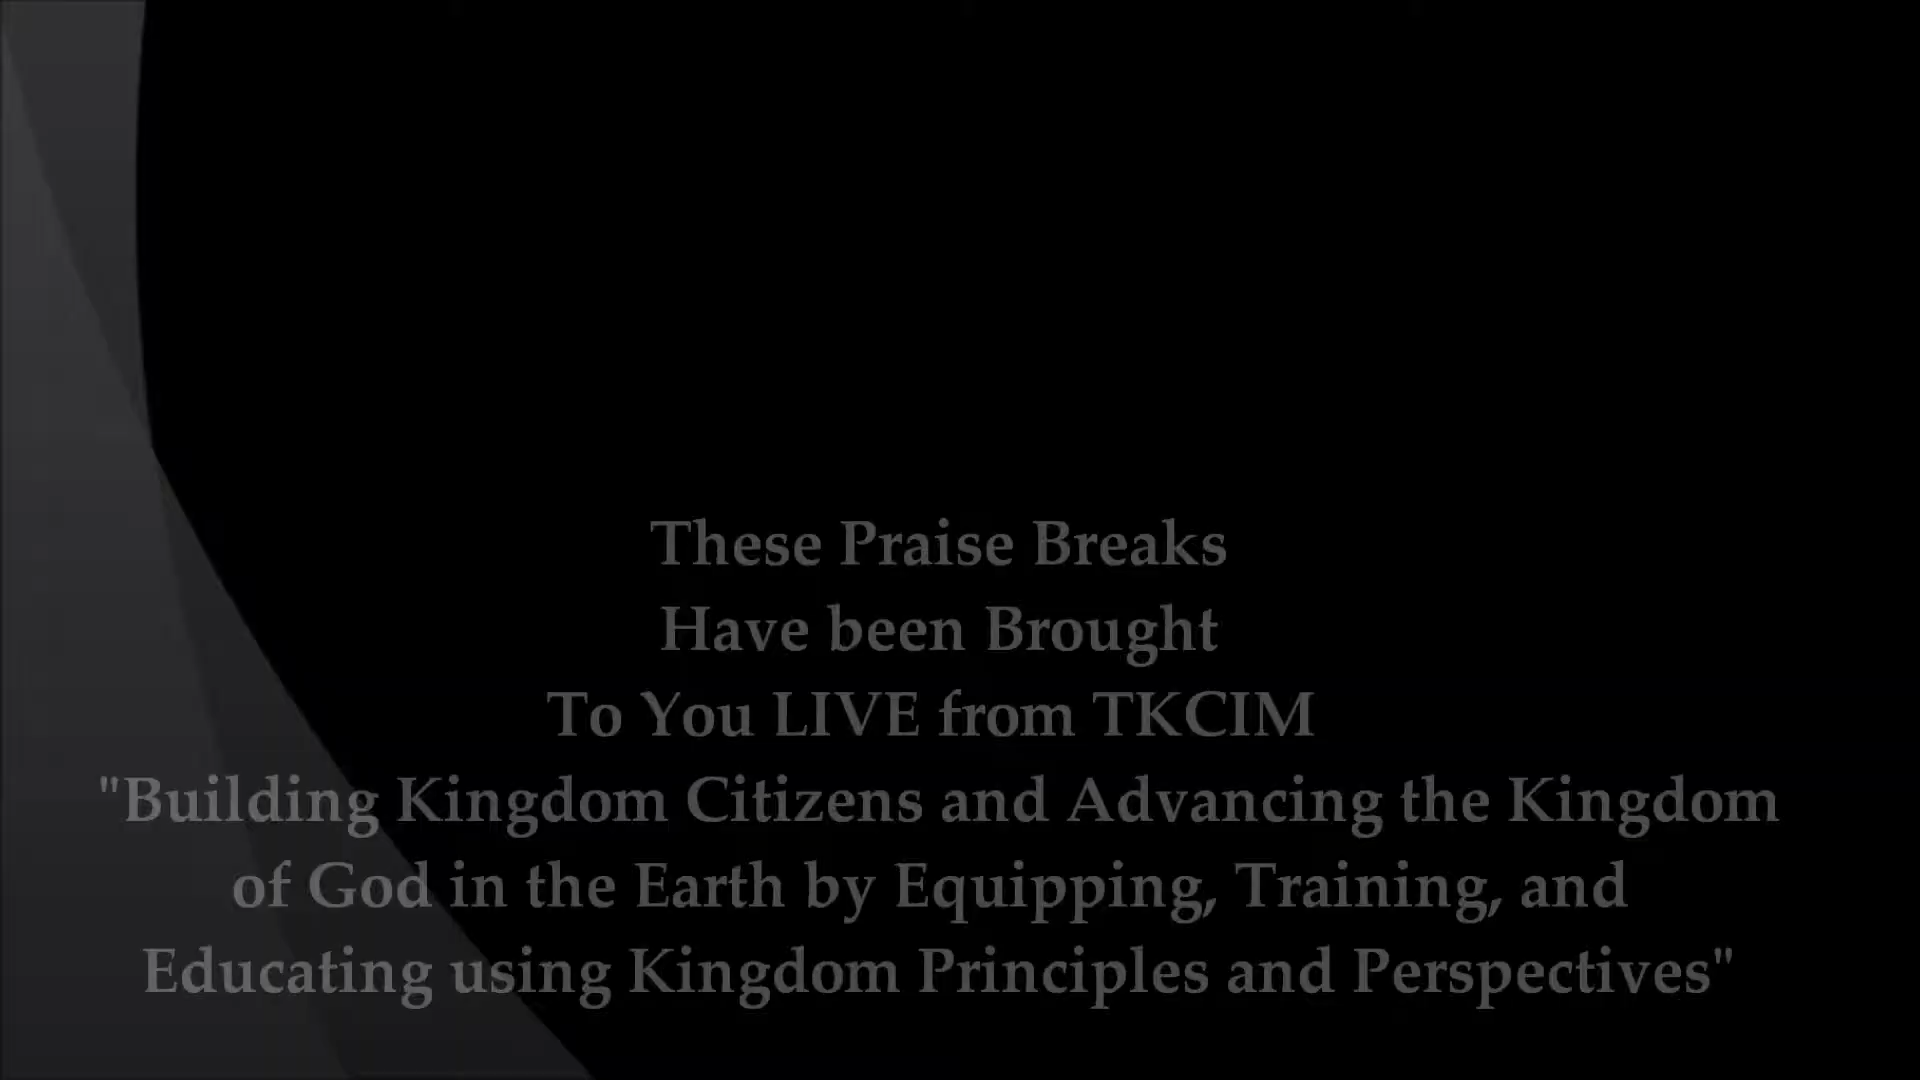 These Praise Breaks
Have been Brought
To You LIVE from TKCIM
"Building Kingdom Citizens and Advancing the Kingdom
of God in the Earth by Equipping, Training, and
Educating using Kingdom Principles and Perspectives"